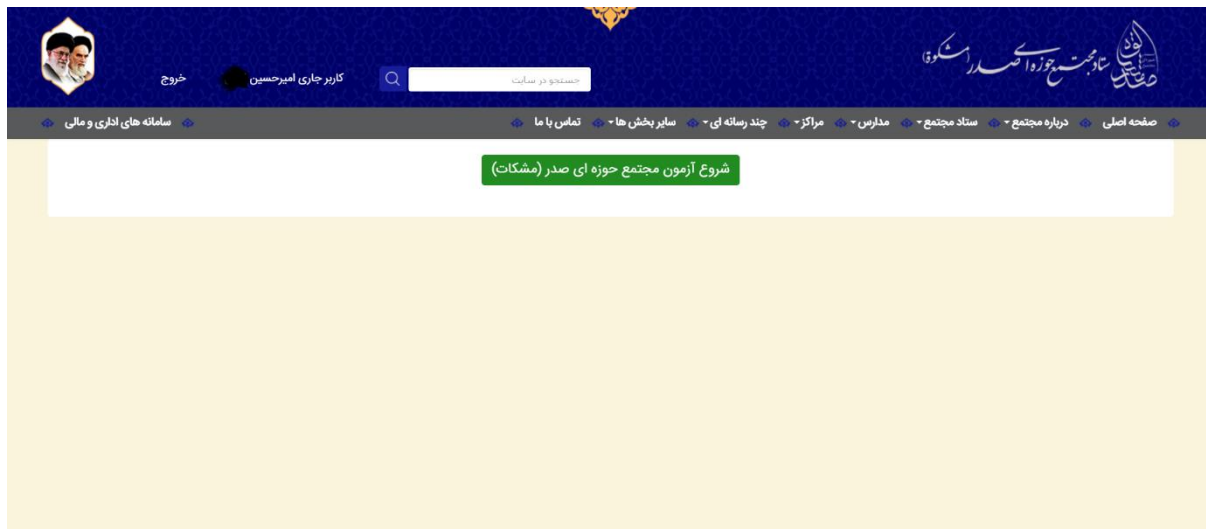 ستاد مجتمع حوزه ای صدر (مشکوة)
جستجو در سایت
کاربر جاری امیرحسین
خروج
صفحه اصلی
درباره مجتمع
ستاد مجتمع
مدارس
مراکز
چند رسانه ای
سایر بخش ها
تماس با ما
سامانه های اداری و مالی
شروع آزمون مجتمع حوزه ای صدر (مشکات)